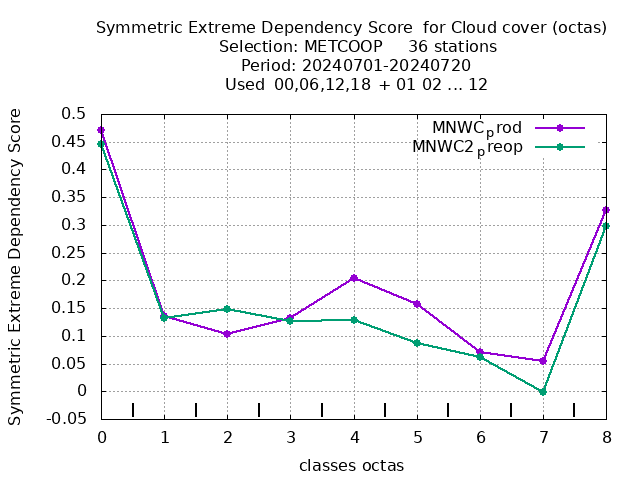 Symmetric Extreme Dependency Score  for Cloud cover (octas)
Selection: METCOOP     36 stations
Period: 20240701-20240720
Used  00,06,12,18 + 01 02 ... 12
MNWCprod
MNWC2preop
Symmetric Extreme Dependency Score
0.5
0.45
0.4
0.35
0.3
0.25
0.2
0.15
0.1
0.05
0
-0.05
0 1 2 3 4 5 6 7 8
classes octas